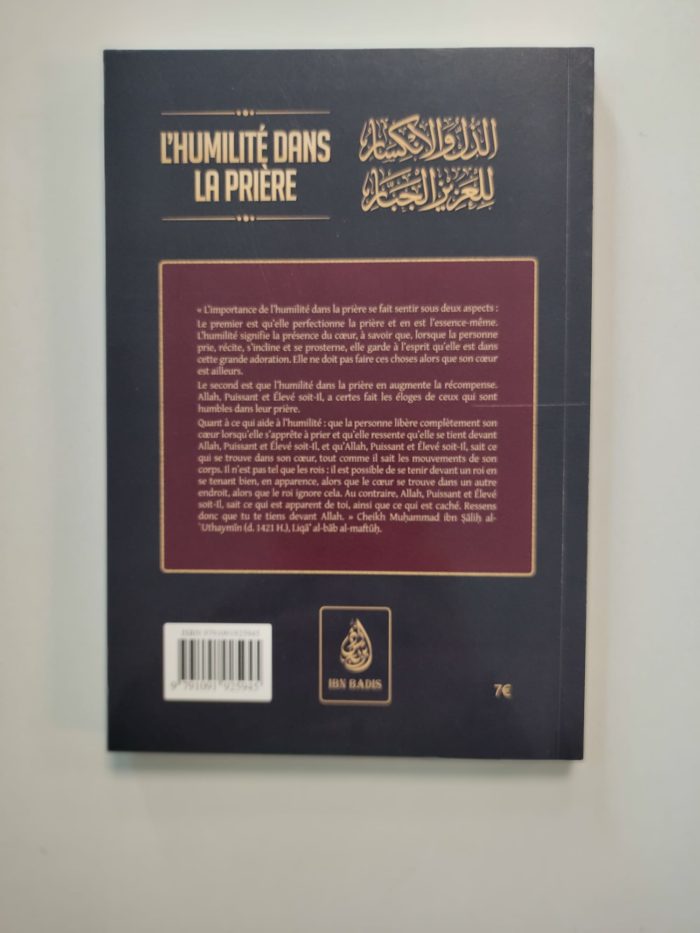 L'HUMILITÉ DANS
LA PRIÈRE
الذل والانكسار
للعزيز الجبار
« L'importance de l'humilité dans la prière se fait sentir sous deux aspects :
Le premier est qu'elle perfectionne la prière et en est l'essence-même.
L'humilité signifie la présence du cœur, à savoir que, lorsque la personne
prie, récite, s'incline et se prosterne, elle garde à l'esprit qu'elle est dans
cette grande adoration. Elle ne doit pas faire ces choses alors que son cœur
est ailleurs.
Le second est que l'humilité dans la prière en augmente la récompense.
Allah, Puissant et Élevé soit-Il, a certes fait les éloges de ceux qui sont
humbles dans leur prière.
Quant à ce qui aide à l'humilité : que la personne libère complètement son
cœur lorsqu'elle s'apprête à prier et qu'elle ressente qu'elle se tient devant
Allah, Puissant et Élevé soit-Il, et qu'Allah, Puissant et Élevé soit-Il, sait ce
qui se trouve dans son cœur, tout comme il sait les mouvements de son
corps. Il n'est pas tel que les rois : il est possible de se tenir devant un roi en
se tenant bien, en apparence, alors que le cœur se trouve dans un autre
endroit, alors que le roi ignore cela. Au contraire, Allah, Puissant et Élevé
soit-Il, sait ce qui est apparent de toi, ainsi que ce qui est caché. Ressens
donc que tu te tiens devant Allah. » Cheikh Muḥammad ibn Ṣāliḥ al-
`Uthaymīn (d. 1421 H.), Liqā' al-bāb al-maftūḥ.
ISBN 9791091925945
9 791091 925945
IBN BADIS
7€